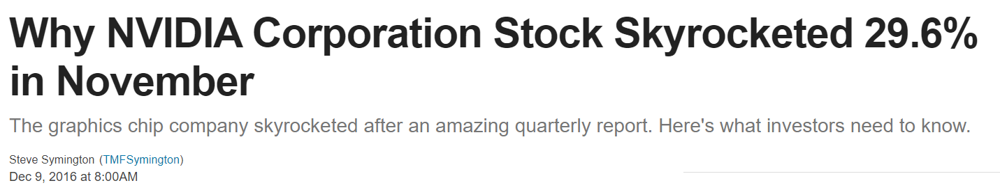 Why NVIDIA Corporation Stock Skyrocketed 29.6%
in November
The graphics chip company skyrocketed after an amazing quarterly report. Here's what investors need to know.
Steve Symington (TMFSymington)
Dec 9, 2016 at 8:00AM